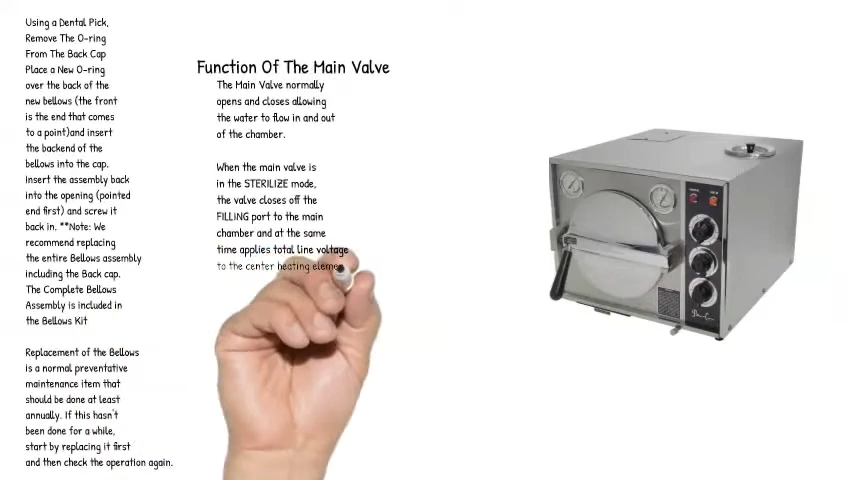 Using a Dental Pick,
Remove The O-ring
From The Back Cap
Place a New O-ring
over the back of the
new bellows (the front
is the end that comes
to a point)and insert
the backend of the
bellows into the cap.
Insert the assembly back
into the opening (pointed
end first) and screw it
back in. **Note: We
recommend replacing
the entire Bellows assembly
including the Back cap.
The Complete Bellows
Assembly is included in
the Bellows Kit
Replacement of the Bellows
is a normal preventative
maintenance item that
should be done at least
annually. If this hasn't
been done for a while,
start by replacing it first
and then check the operation again.
Function Of The Main Valve
The Main Valve normally
opens and closes allowing
the water to flow in and out
of the chamber.
When the main valve is
in the STERILIZE mode,
the valve closes off the
FILLING port to the main
chamber and at the same
time applies total line voltage
to the center heating eleme